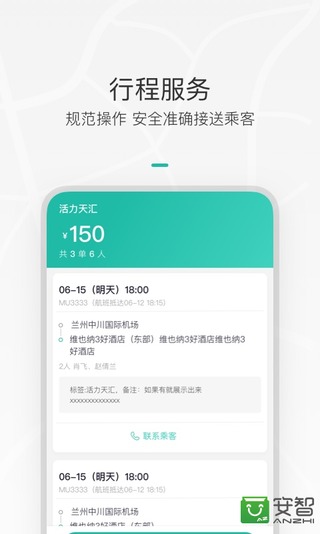 行程服务
规范操作 安全准确接送乘客
活力天汇
¥150
共 3 单 6 人
06-15（明天）18:00
MU3333（航班抵达06-12 18:15）
兰州中川国际机场
维也纳3好酒店（东部）维也纳3好酒店维也纳3
好酒店
2人 肖飞、赵倩兰
标签:活力天汇，备注：如果有就展示出来
xxxxxxxxxxxxxx
联系乘客
06-15（明天）18:00
MU3333（航班抵达06-12 18:15）
兰州中川国际机场
维也纳3好酒店（东部）维也纳3
安智
ANZHI